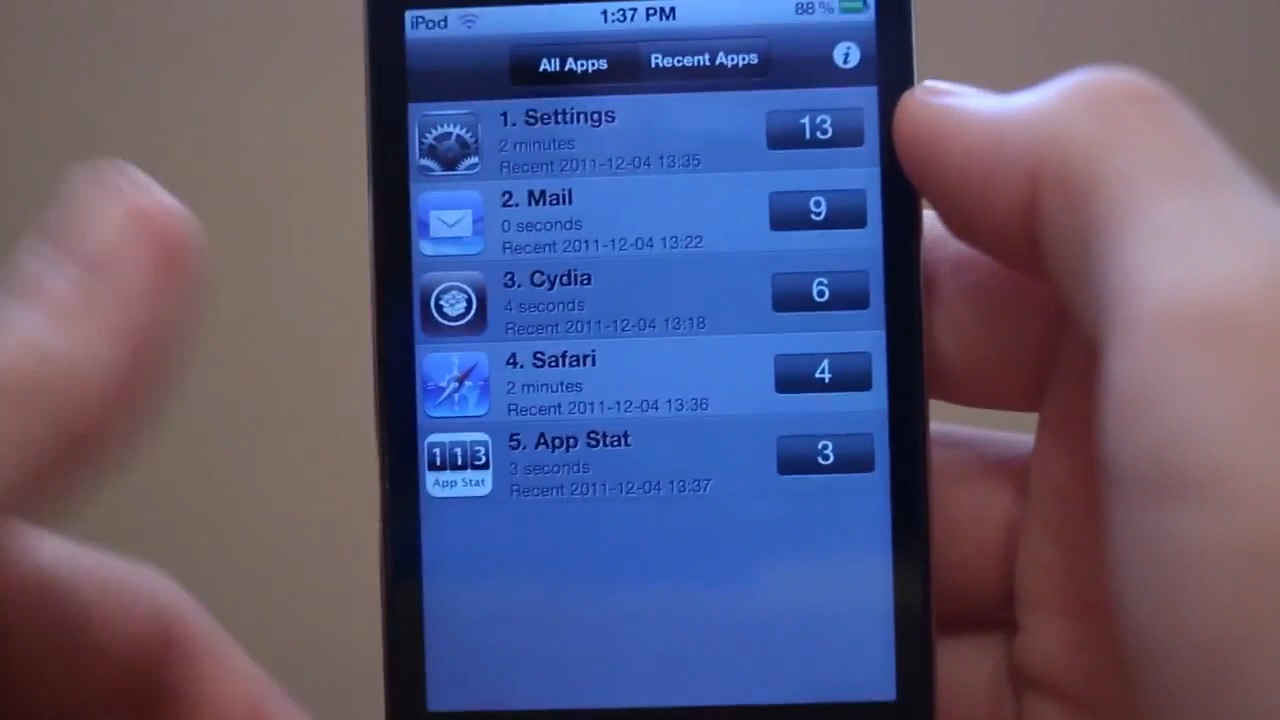 iPod 1:37 PM 88 %
All Apps Recent Apps i
1. Settings
2 minutes
Recent 2011-12-04 13:35
13
2. Mail
0 seconds
Recent 2011-12-04 13:22
9
3. Cydia
4 seconds
Recent 2011-12-04 13:18
6
4. Safari
2 minutes
Recent 2011-12-04 13:36
4
113
App Stat
5. App Stat
3 seconds
Recent 2011-12-04 13:37
3